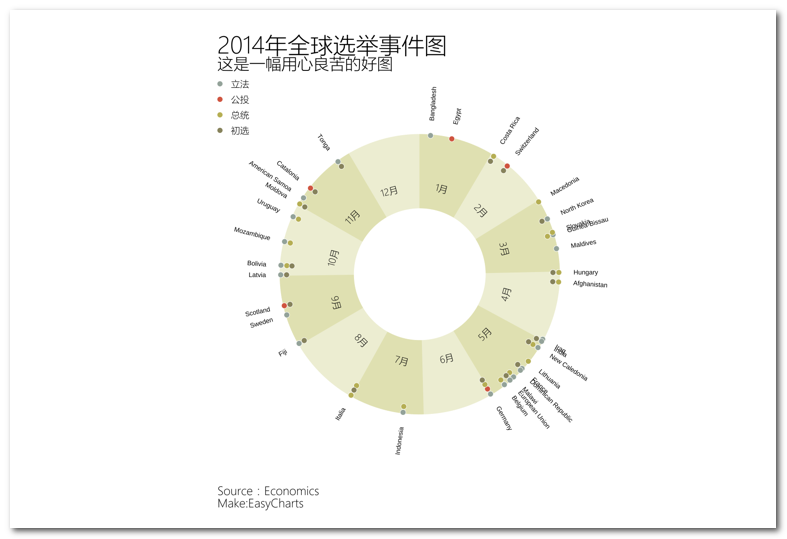 2014年全球选举事件图
这是一幅用心良苦的好图
立法
公投
总统
初选
Bangladesh
Egypt
Costa Rica
Switzerland
Macedonia
North Korea
Slovakia
Guinea Bissau
Maldives
Hungary
Afghanistan
Iraq
India
New Caledonia
Lithuania
Dominican Republic
European Union
Malawi
Belgium
Germany
Indonesia
Italia
Fiji
Sweden
Scotland
Latvia
Bolivia
Mozambique
Uruguay
Moldova
American Samoa
Catalonia
Tonga
1月
2月
3月
4月
5月
6月
7月
8月
9月
10月
11月
12月
Source：Economics
Make:EasyCharts